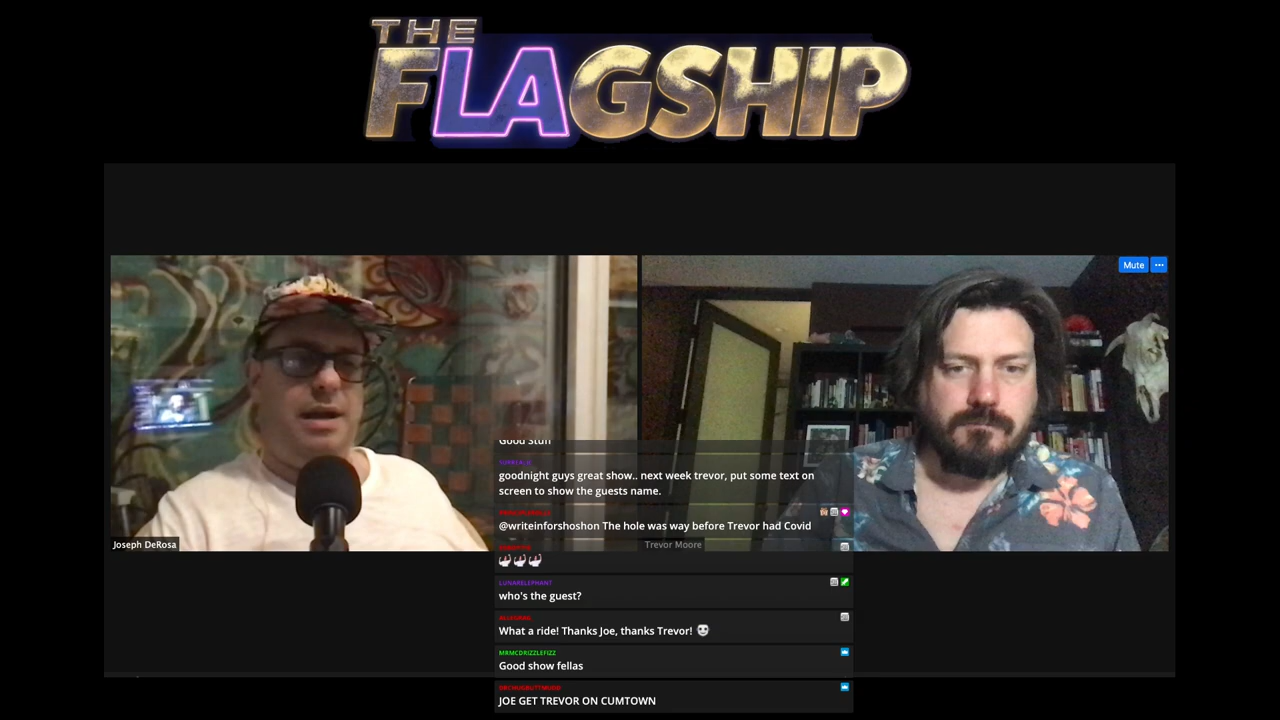 THE
FLAGSHIP
Mute
Good Stuff
goodnight guys great show.. next week trevor, put some text on
screen to show the guests name.
@writeinforshoshon The hole was way before Trevor had Covid
Joseph DeRosa
Trevor Moore
LUNARELEPHANT
who's the guest?
What a ride! Thanks Joe, thanks Trevor!
MRMCDRIZZLEFIZZ
Good show fellas
JOE GET TREVOR ON CUMTOWN